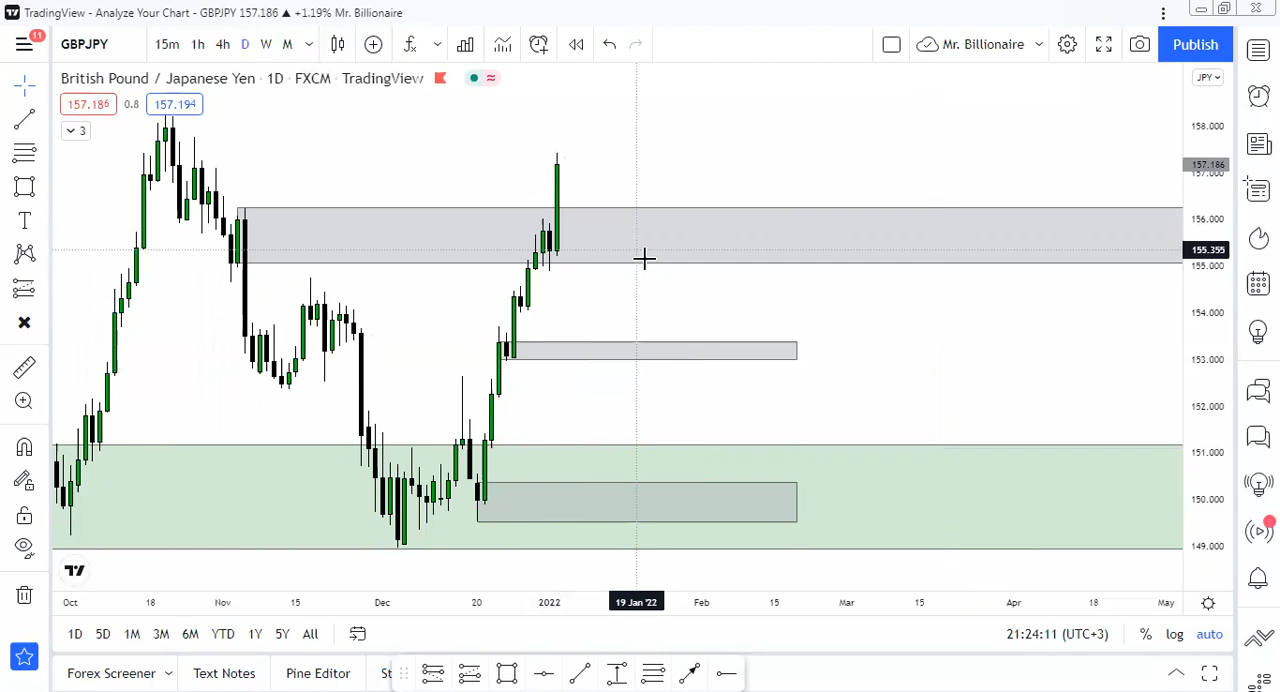 TradingView - Analyze Your Chart - GBPJPY 157.186 ▲ +1.19% Mr. Billionaire
11
GBPJPY 15m 1h 4h D W M Mr. Billionaire Publish
British Pound / Japanese Yen · 1D · FXCM · TradingView
JPY
157.186 0.8 157.194
3
158.000
157.186
157.000
156.000
155.355
155.000
154.000
153.000
152.000
151.000
150.000
149.000
Oct 18 Nov 15 Dec 20 2022 19 Jan '22 Feb 15 Mar 15 Apr 18 May
1D 5D 1M 3M 6M YTD 1Y 5Y All 21:24:11 (UTC+3) % log auto
Forex Screener Text Notes Pine Editor St